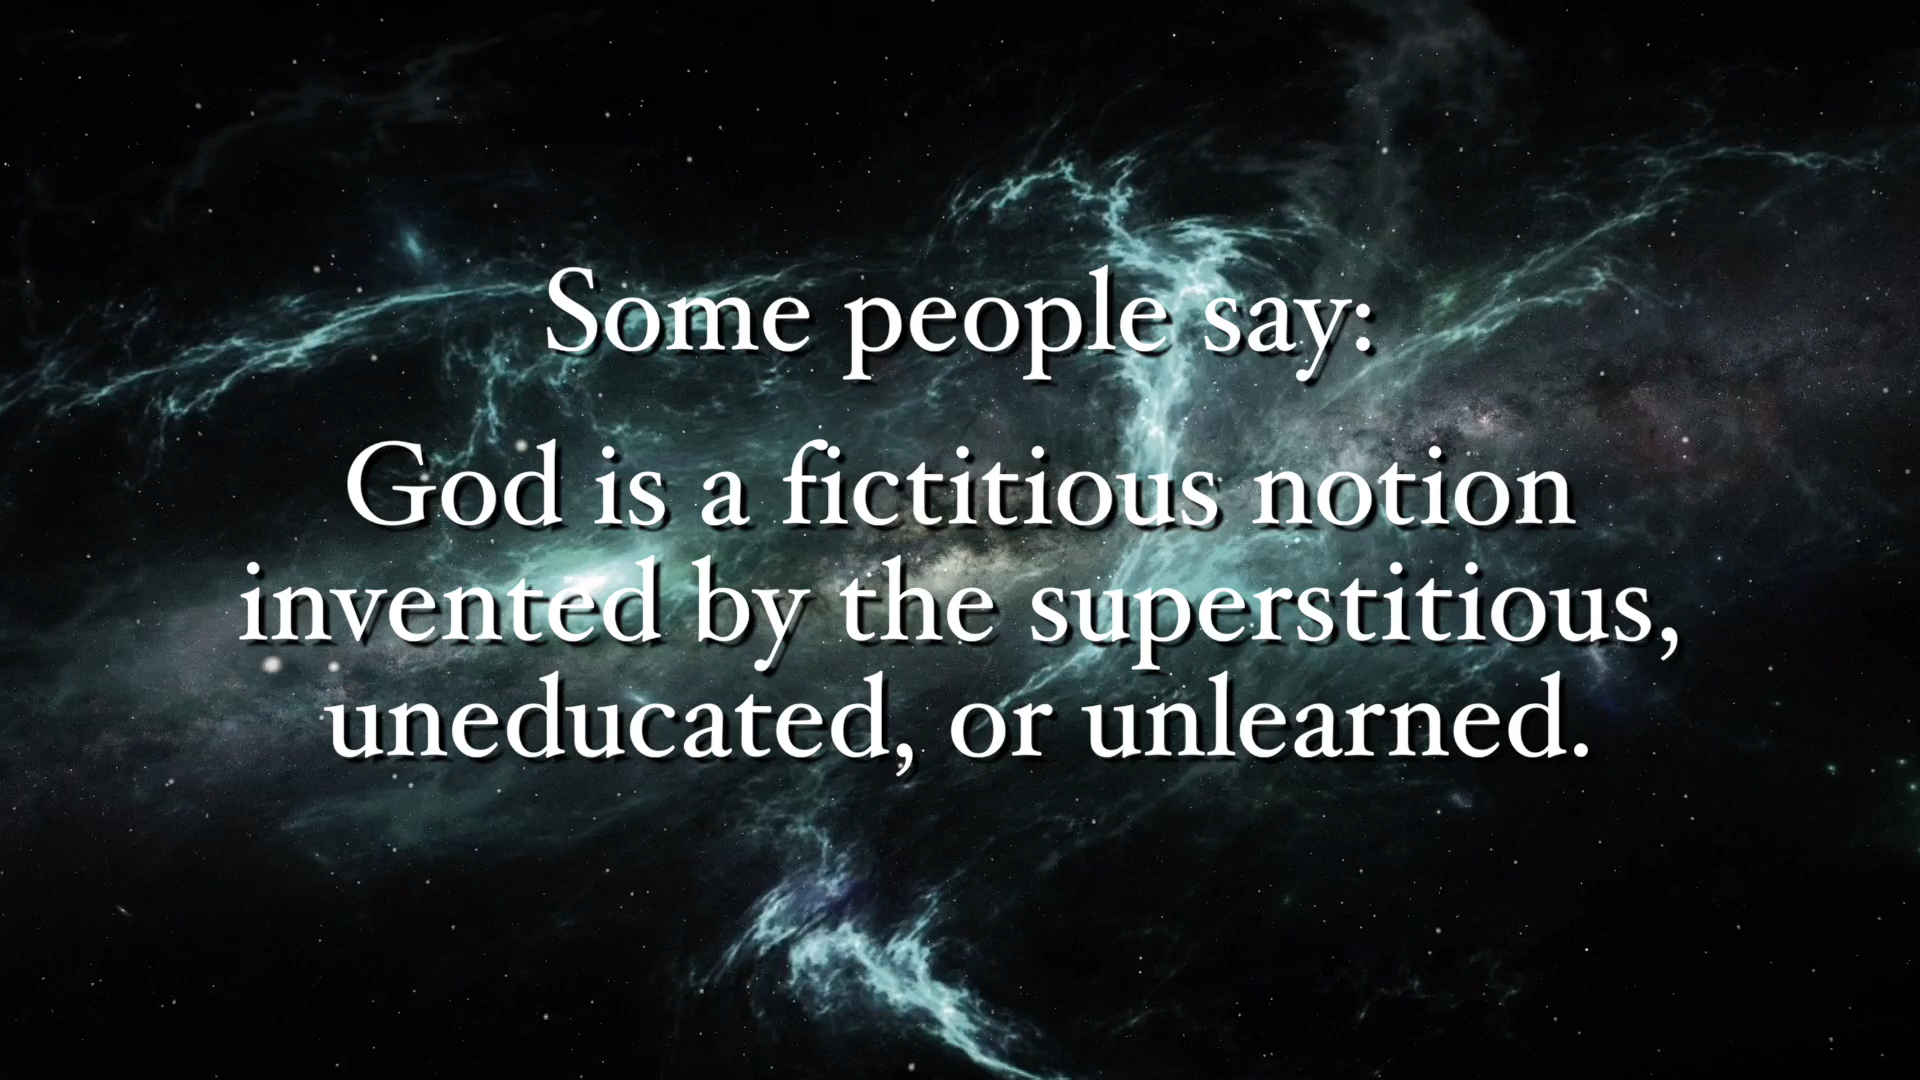 Some people say:
God is a fictitious notion
invented by the superstitious,
uneducated, or unlearned.